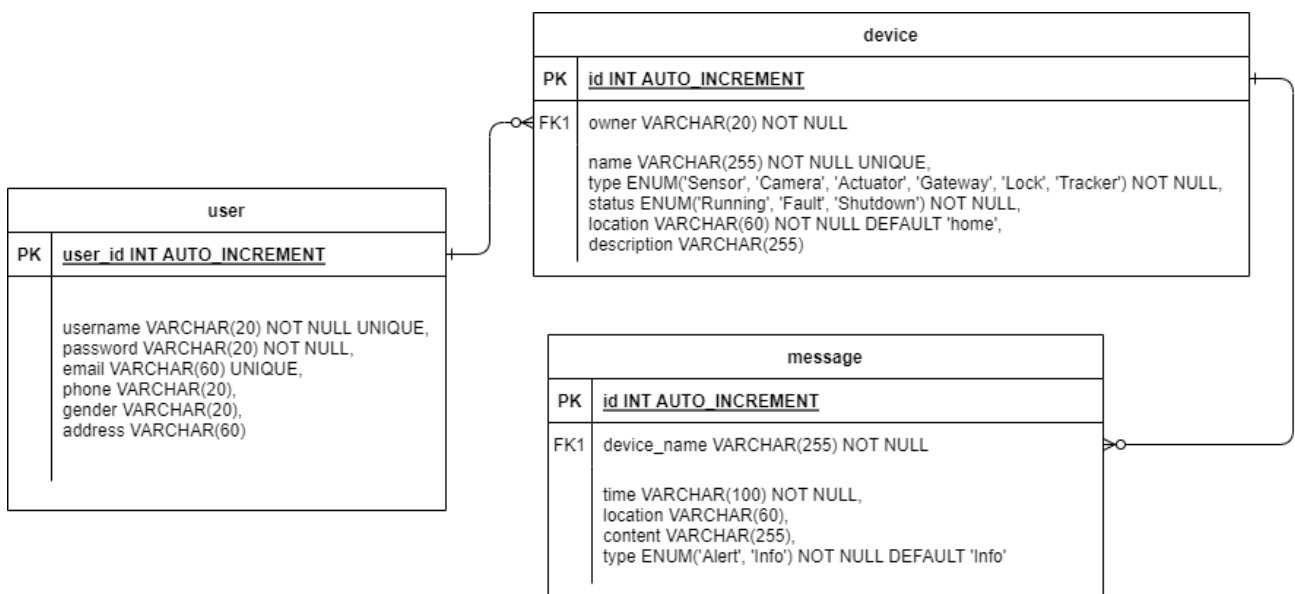 device
PK id INT AUTO_INCREMENT
FK1 owner VARCHAR(20) NOT NULL
name VARCHAR(255) NOT NULL UNIQUE,
type ENUM('Sensor', 'Camera', 'Actuator', 'Gateway', 'Lock', 'Tracker') NOT NULL,
status ENUM('Running', 'Fault', 'Shutdown') NOT NULL,
location VARCHAR(60) NOT NULL DEFAULT 'home',
description VARCHAR(255)
user
PK user_id INT AUTO_INCREMENT
username VARCHAR(20) NOT NULL UNIQUE,
password VARCHAR(20) NOT NULL,
email VARCHAR(60) UNIQUE,
phone VARCHAR(20),
gender VARCHAR(20),
address VARCHAR(60)
message
PK id INT AUTO_INCREMENT
FK1 device_name VARCHAR(255) NOT NULL
time VARCHAR(100) NOT NULL,
location VARCHAR(60),
content VARCHAR(255),
type ENUM('Alert', 'Info') NOT NULL DEFAULT 'Info'